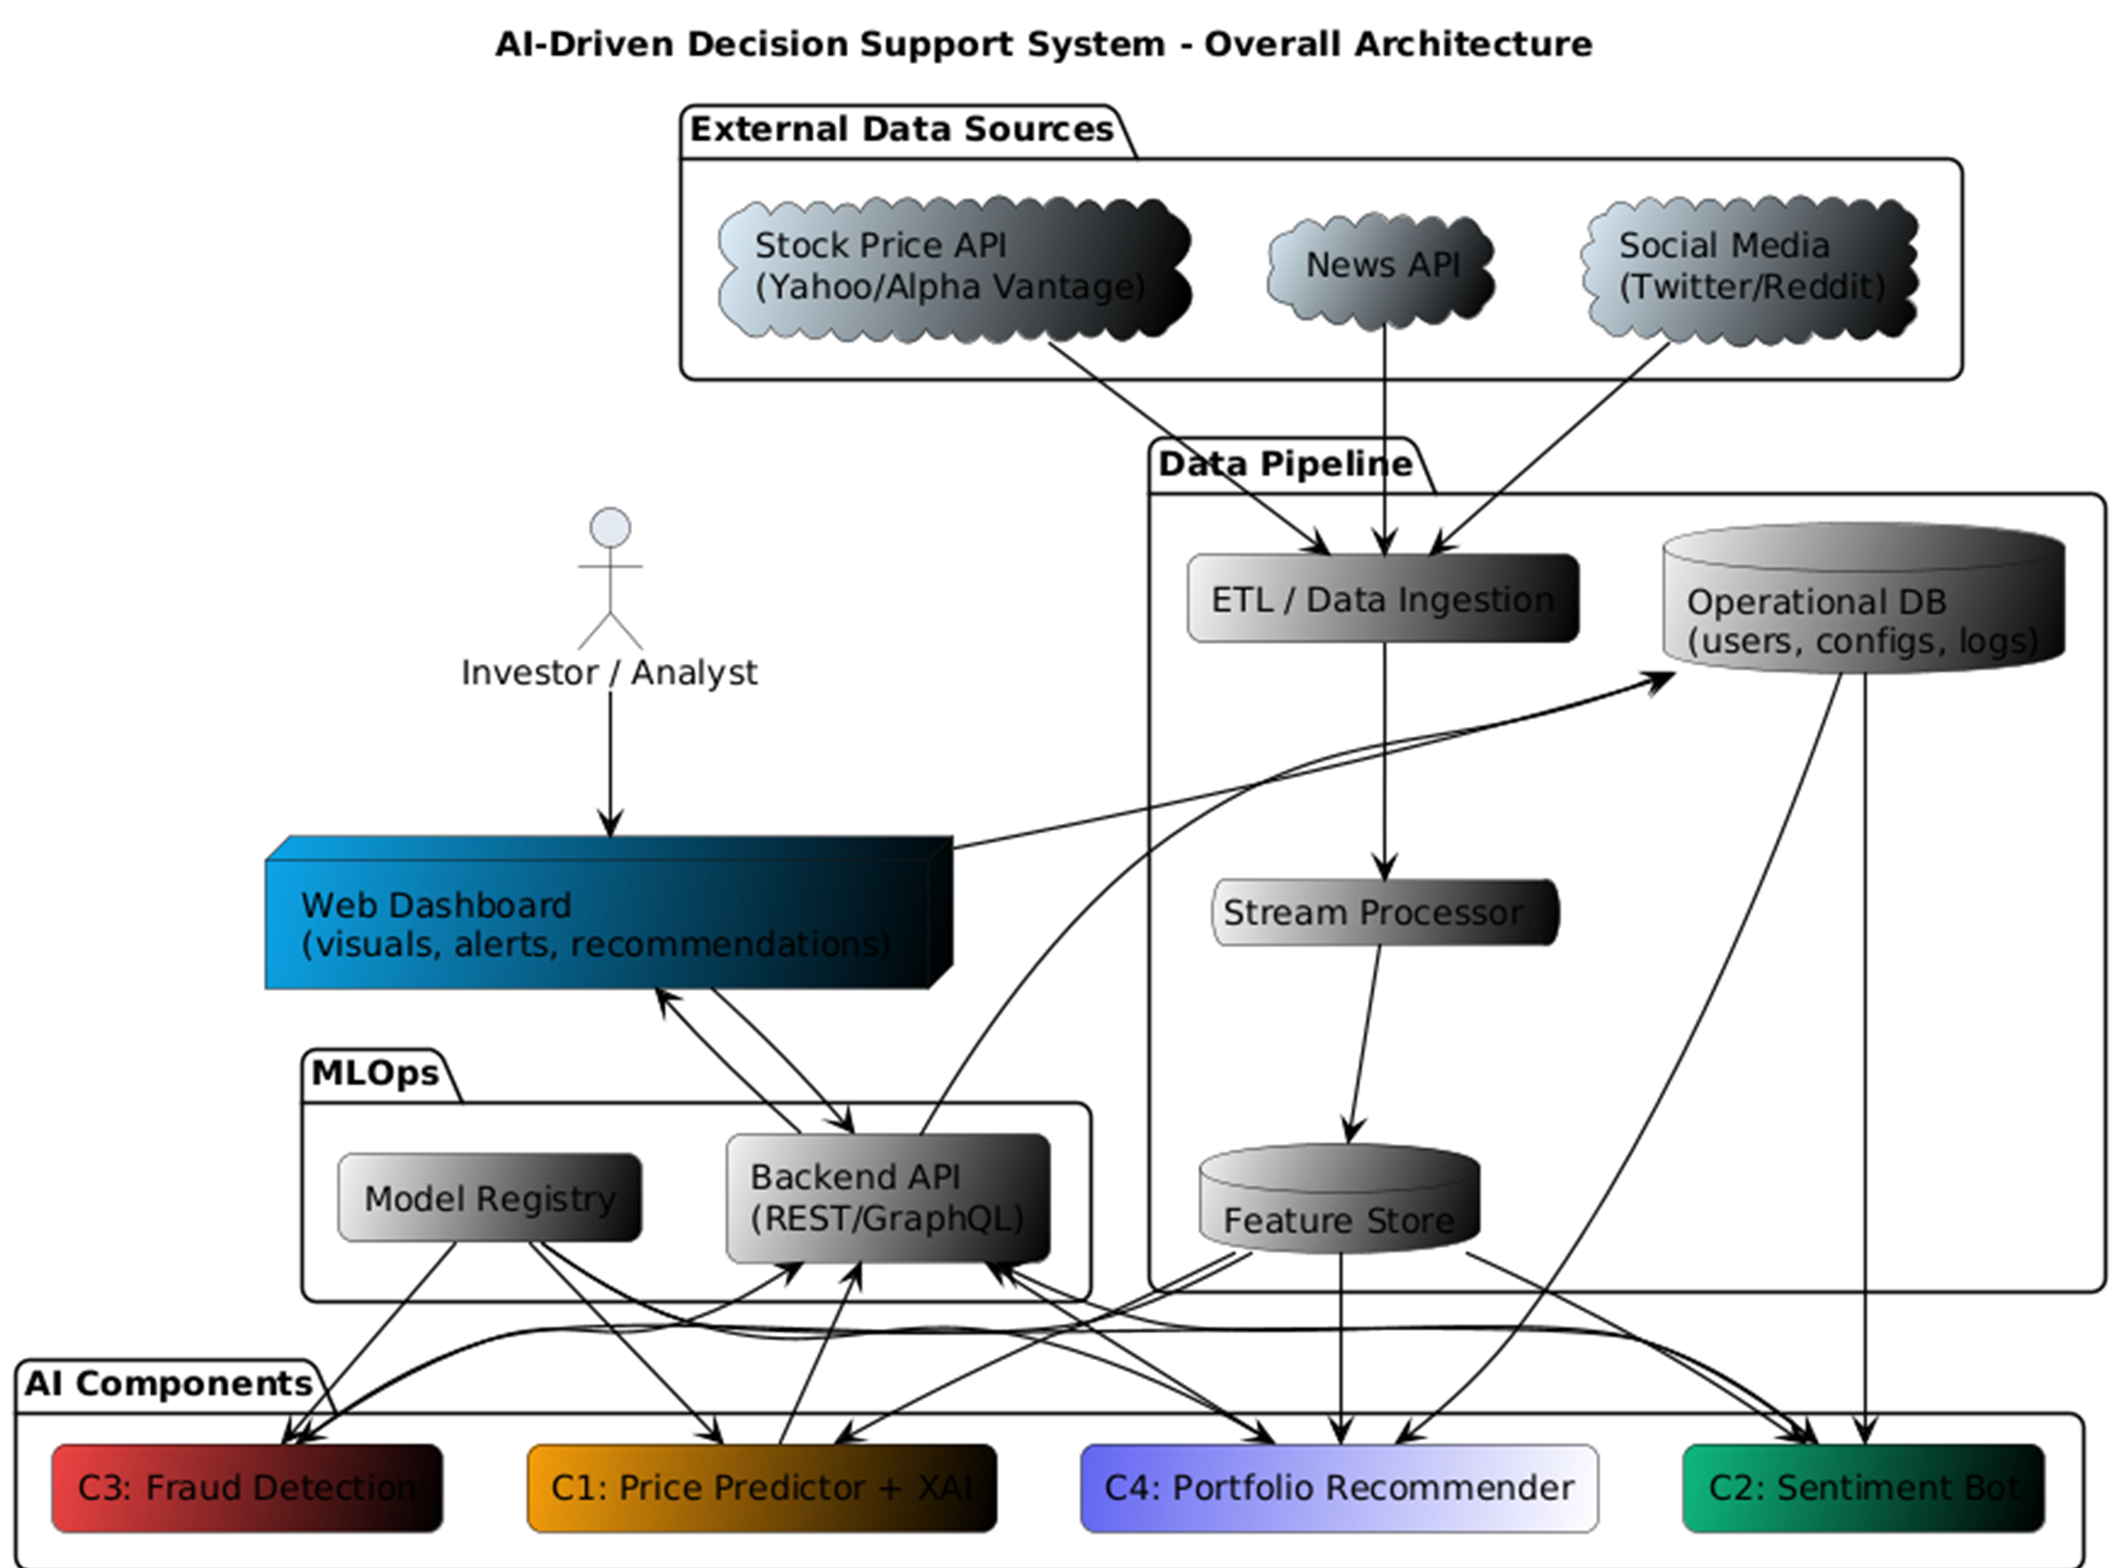 AI-Driven Decision Support System - Overall Architecture
External Data Sources
Stock Price API
(Yahoo/Alpha Vantage)
News API
Social Media
(Twitter/Reddit)
Data Pipeline
ETL / Data Ingestion
Operational DB
(users, configs, logs)
Investor / Analyst
Web Dashboard
(visuals, alerts, recommendations)
Stream Processor
MLOps
Model Registry
Backend API
(REST/GraphQL)
Feature Store
AI Components
C3: Fraud Detection
C1: Price Predictor + XAI
C4: Portfolio Recommender
C2: Sentiment Bot